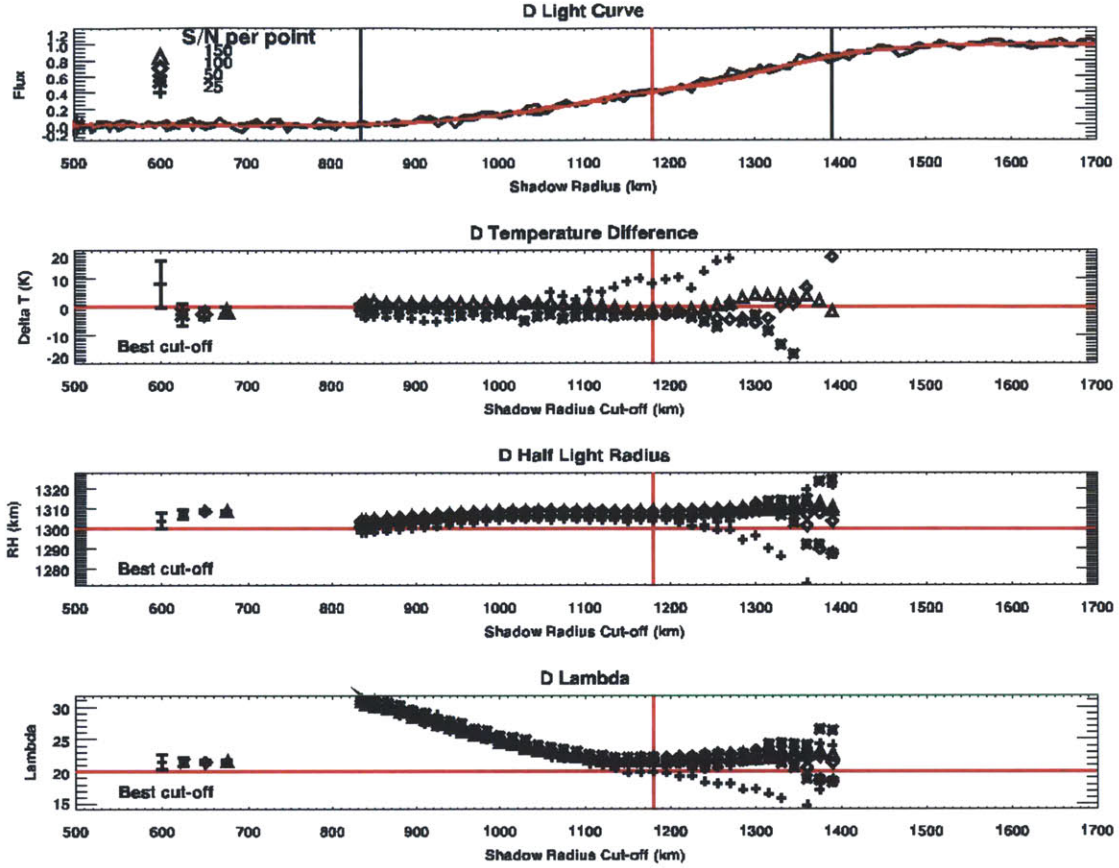 D Light Curve
S/N per point
150
100
50
25
Flux
1.2
1.0
0.8
0.6
0.4
0.2
0.0
-0.2
500 600 700 800 900 1000 1100 1200 1300 1400 1500 1600 1700
Shadow Radius (km)
D Temperature Difference
Delta T (K)
20
10
0
-10
-20
Best cut-off
500 600 700 800 900 1000 1100 1200 1300 1400 1500 1600 1700
Shadow Radius Cut-off (km)
D Half Light Radius
RH (km)
1320
1310
1300
1290
1280
Best cut-off
500 600 700 800 900 1000 1100 1200 1300 1400 1500 1600 1700
Shadow Radius Cut-off (km)
D Lambda
Lambda
30
25
20
15
Best cut-off
500 600 700 800 900 1000 1100 1200 1300 1400 1500 1600 1700
Shadow Radius Cut-off (km)